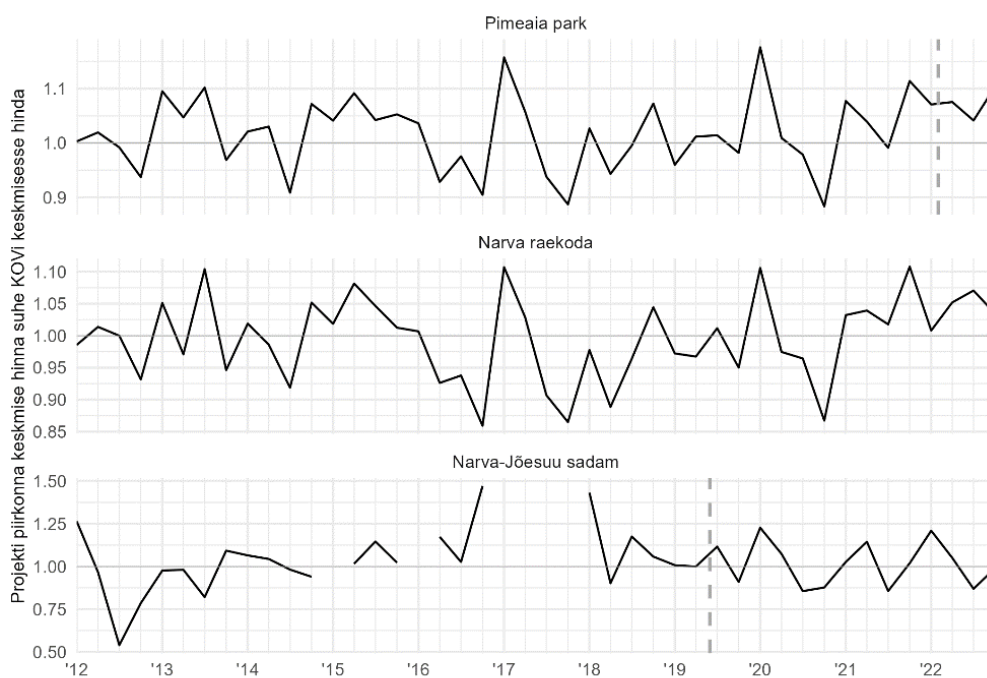 Projekti piirkonna keskmise hinna suhe KOVi keskmisesse hinda
Pimeaia park
1.1
1.0
0.9
Narva raekoda
1.10
1.05
1.00
0.95
0.90
0.85
Narva-Jõesuu sadam
1.50
1.25
1.00
0.75
0.50
'12 '13 '14 '15 '16 '17 '18 '19 '20 '21 '22